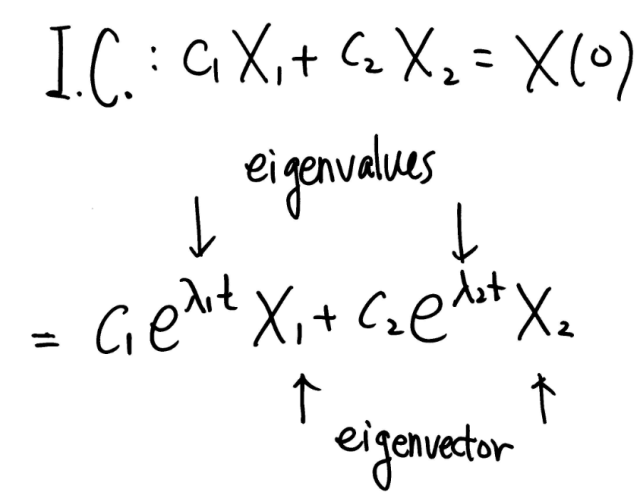 I.C.: C₁X₁ + C₂X₂ = X(0)
eigenvalues
↓ ↓
= C₁e^λ₁t X₁ + C₂e^λ₂t X₂
↑ ↑
eigenvector